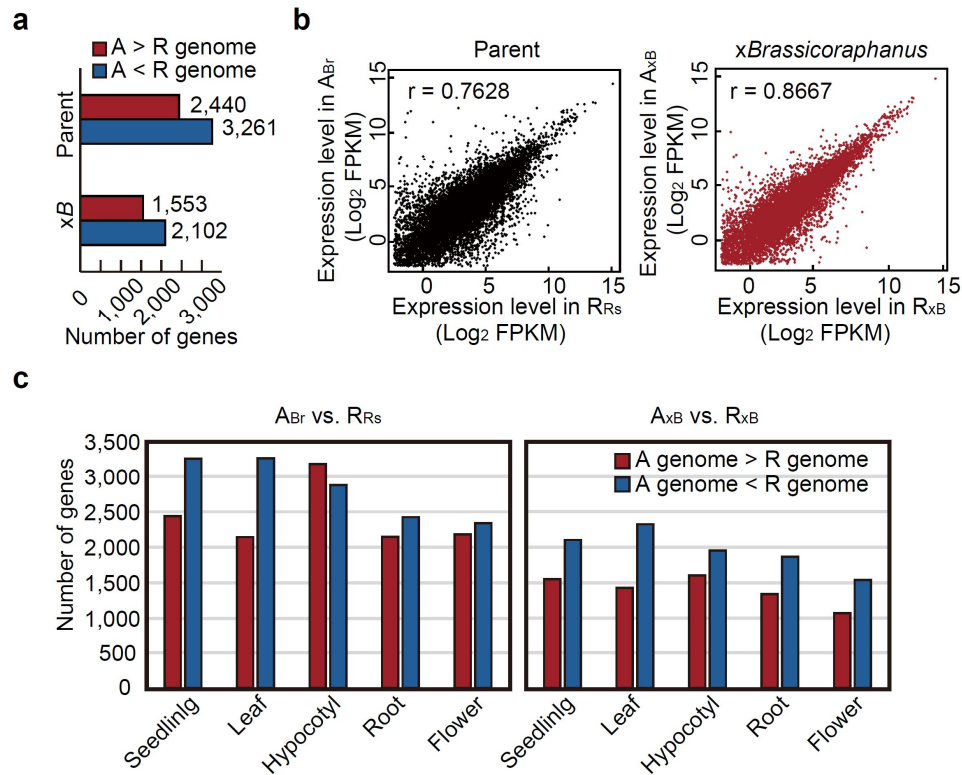 a
A > R genome
A < R genome
Parent
2,440
3,261
xB
1,553
2,102
0
1,000
2,000
3,000
Number of genes
b
Parent
r = 0.7628
Expression level in ABr
(Log2 FPKM)
15
10
5
0
0
5
10
15
Expression level in RRs
(Log2 FPKM)
xBrassicoraphanus
r = 0.8667
Expression level in AxB
(Log2 FPKM)
15
10
5
0
0
5
10
15
Expression level in RxB
(Log2 FPKM)
c
ABr vs. RRs
AxB vs. RxB
A genome > R genome
A genome < R genome
Number of genes
3,500
3,000
2,500
2,000
1,500
1,000
500
0
Seedlinlg
Leaf
Hypocotyl
Root
Flower
Seedlinlg
Leaf
Hypocotyl
Root
Flower